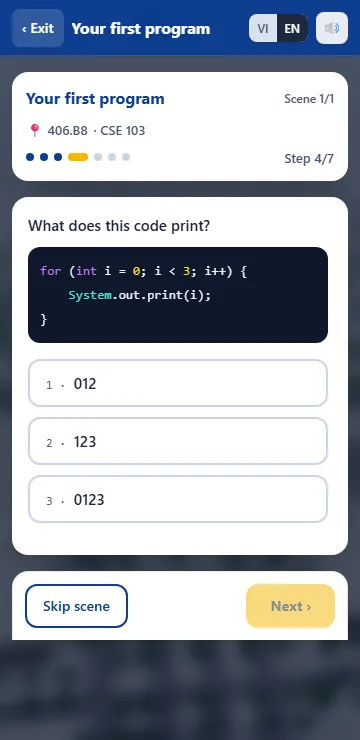 ‹ Exit Your first program VI EN
Your first program Scene 1/1
406.B8 · CSE 103
Step 4/7
What does this code print?
for (int i = 0; i < 3; i++) {
    System.out.print(i);
}
1 · 012
2 · 123
3 · 0123
Skip scene Next ›